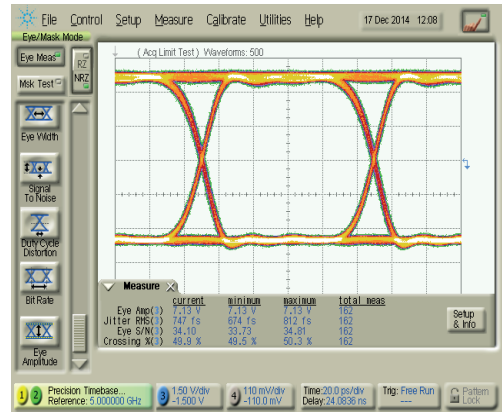 File Control Setup Measure Calibrate Utilities Help 17 Dec 2014 12:08
Eye/Mask Mode
Eye Meas
RZ
NRZ
Msk Test
( Acq Limit Test ) Waveforms: 500
Eye Width
Signal To Noise
Duty Cycle Distortion
Bit Rate
Eye Amplitude
Measure
current minimum maximum total meas
Eye Amp(3) 7.13 V 7.13 V 7.13 V 162
Jitter RMS(3) 747 fs 674 fs 812 fs 162
Eye S/N(3) 34.10 33.73 34.81 162
Crossing %(3) 49.9 % 49.5 % 50.3 % 162
Setup & Info
1 2 Precision Timebase...
Reference: 5.000000 GHz
3 1.50 V/div
-1.500 V
4 110 mV/div
-110.0 mV
Time:20.0 ps/div
Delay:24.0836 ns
Trig: Free Run
---
Pattern Lock